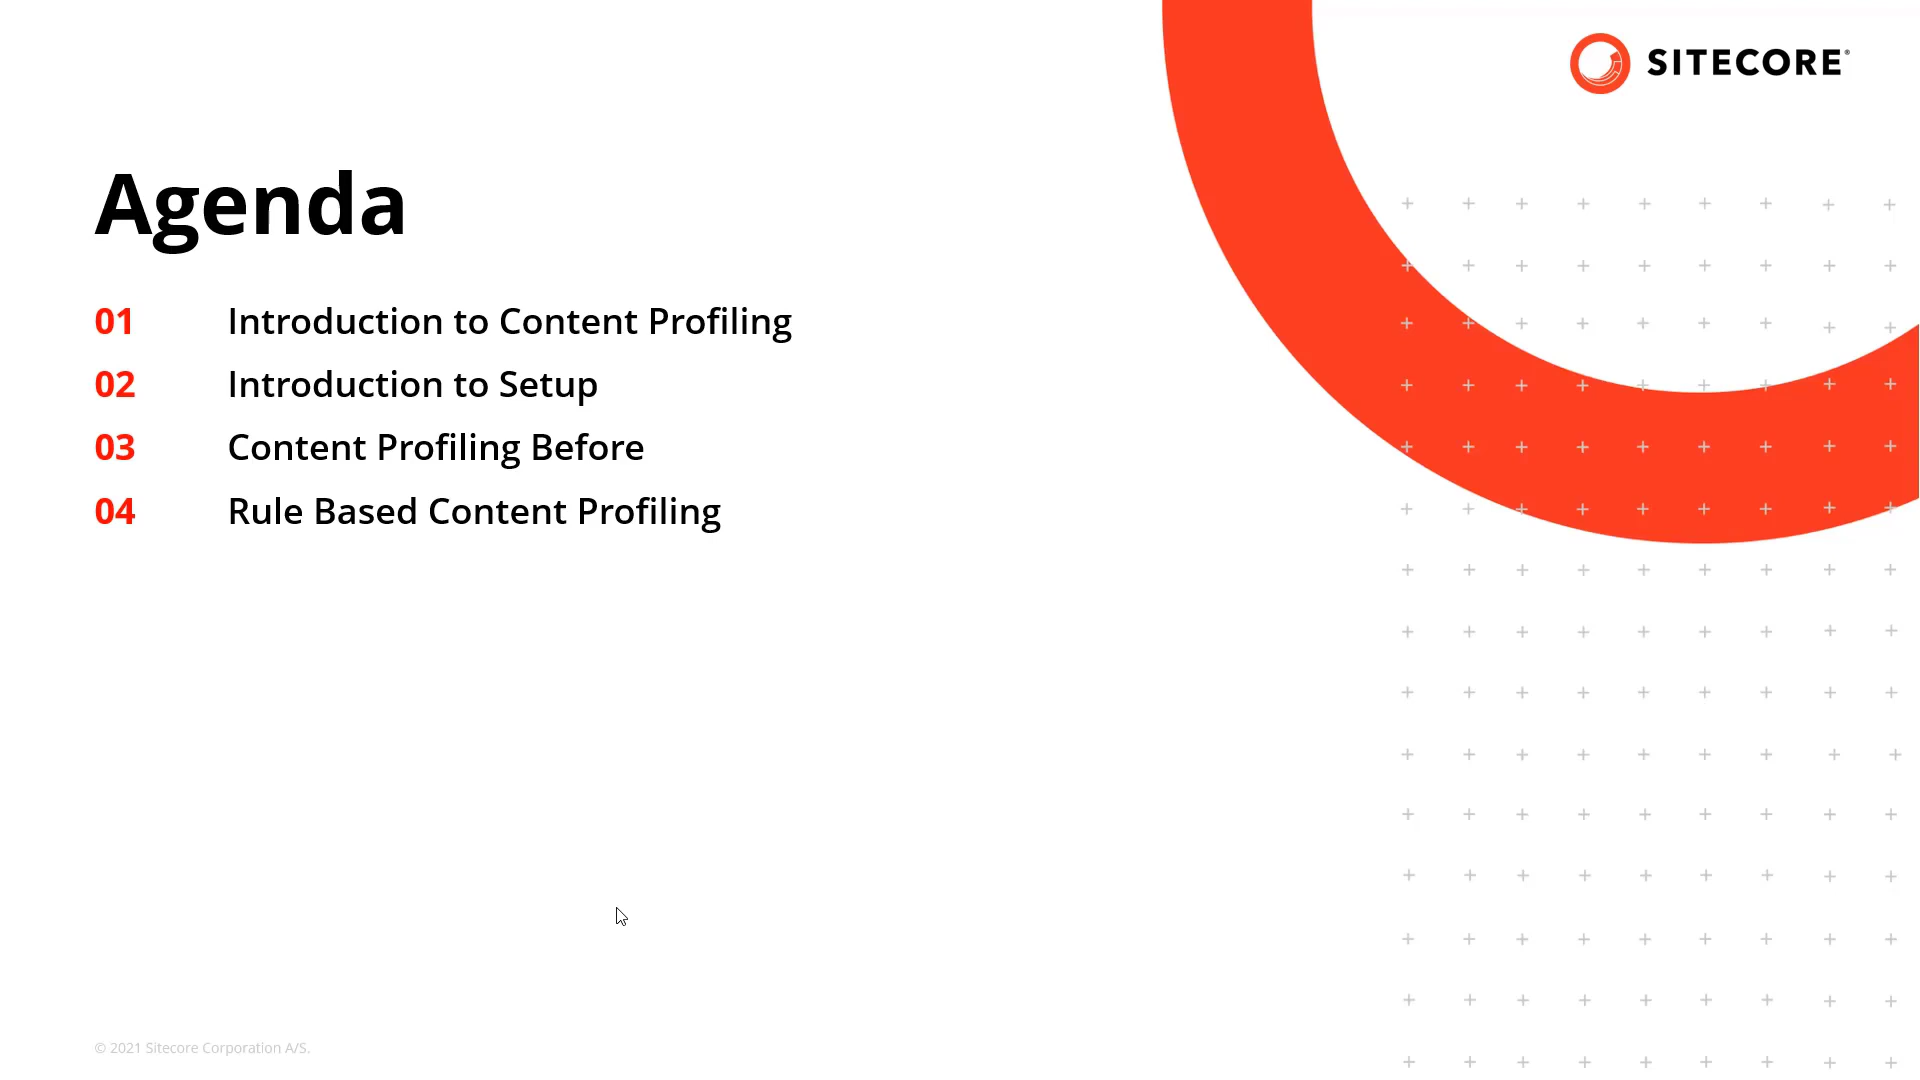 SITECORE®
Agenda
01 Introduction to Content Profiling
02 Introduction to Setup
03 Content Profiling Before
04 Rule Based Content Profiling
© 2021 Sitecore Corporation A/S.